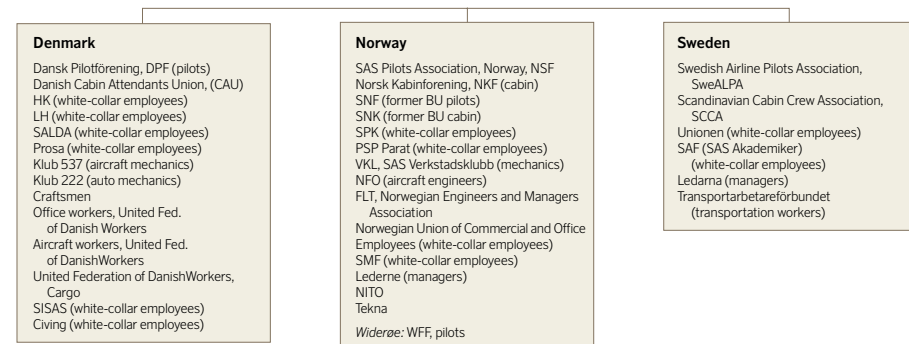 Denmark
Dansk Pilotförening, DPF (pilots)
Danish Cabin Attendants Union, (CAU)
HK (white-collar employees)
LH (white-collar employees)
SALDA (white-collar employees)
Prosa (white-collar employees)
Klub 537 (aircraft mechanics)
Klub 222 (auto mechanics)
Craftsmen
Office workers, United Fed.
of Danish Workers
Aircraft workers, United Fed.
of DanishWorkers
United Federation of DanishWorkers,
Cargo
SISAS (white-collar employees)
Civing (white-collar employees)
Norway
SAS Pilots Association, Norway, NSF
Norsk Kabinforening, NKF (cabin)
SNF (former BU pilots)
SNK (former BU cabin)
SPK (white-collar employees)
PSP Parat (white-collar employees)
VKL, SAS Verkstadsklubb (mechanics)
NFO (aircraft engineers)
FLT, Norwegian Engineers and Managers
Association
Norwegian Union of Commercial and Office
Employees (white-collar employees)
SMF (white-collar employees)
Lederne (managers)
NITO
Tekna
Widerøe: WFF, pilots
Sweden
Swedish Airline Pilots Association,
SweALPA
Scandinavian Cabin Crew Association,
SCCA
Unionen (white-collar employees)
SAF (SAS Akademiker)
(white-collar employees)
Ledarna (managers)
Transportarbetareförbundet
(transportation workers)